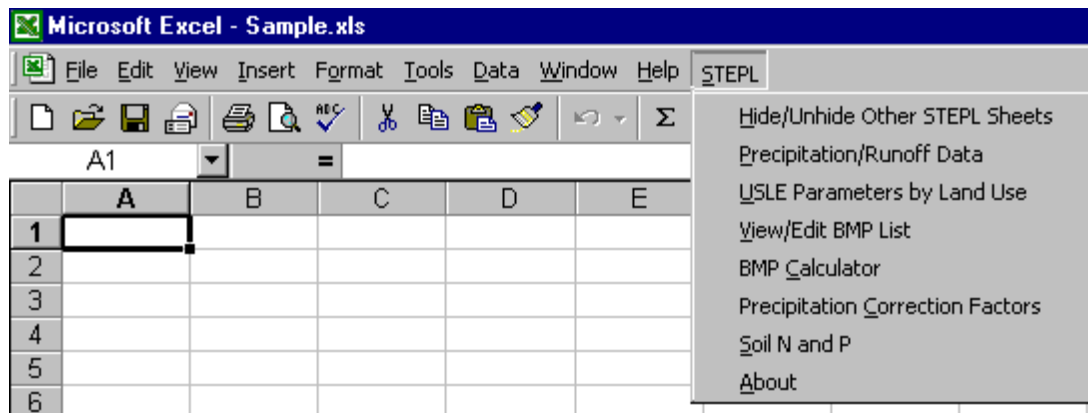 Microsoft Excel - Sample.xls
File Edit View Insert Format Tools Data Window Help STEPL
ABC Σ
A1 =
A B C D E
1
2
3
4
5
6
Hide/Unhide Other STEPL Sheets
Precipitation/Runoff Data
USLE Parameters by Land Use
View/Edit BMP List
BMP Calculator
Precipitation Correction Factors
Soil N and P
About